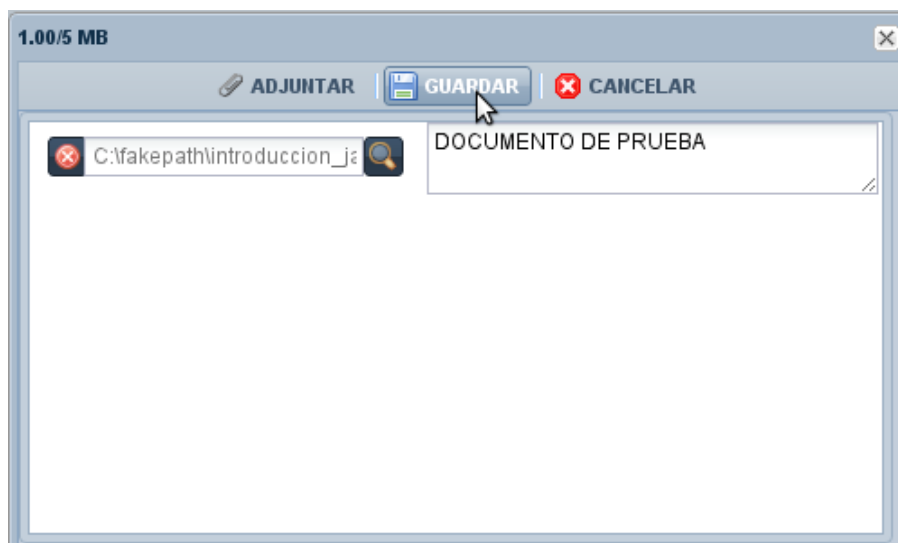 1.00/5 MB
ADJUNTAR GUARDAR CANCELAR
C:\fakepath\introduccion_ja
DOCUMENTO DE PRUEBA